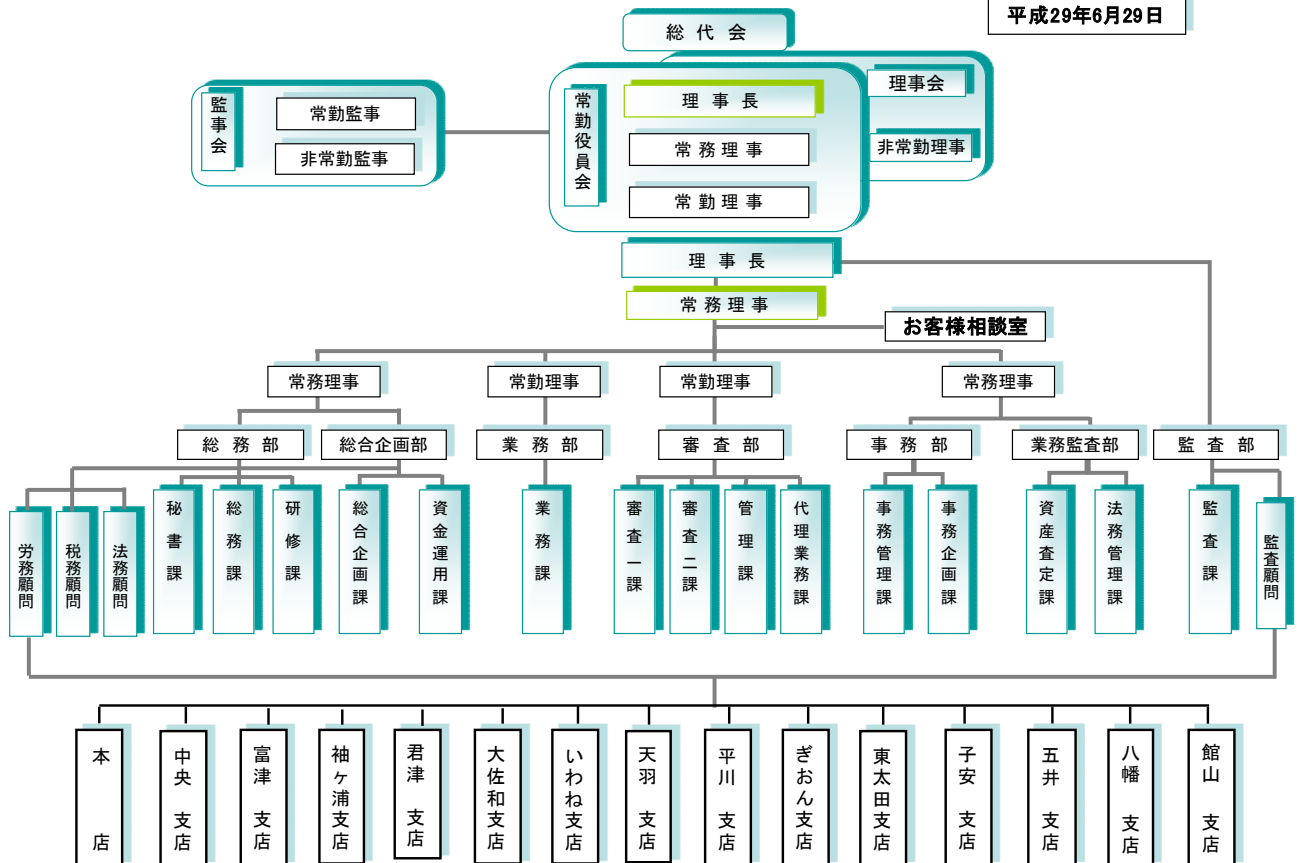 平成29年6月29日
総代会
監事会
常勤監事
非常勤監事
常勤役員会
理事長
常務理事
常勤理事
理事会
非常勤理事
理事長
常務理事
お客様相談室
常務理事
常勤理事
常勤理事
常務理事
総務部
総合企画部
業務部
審査部
事務部
業務監査部
監査部
労務顧問
税務顧問
法務顧問
秘書課
総務課
研修課
総合企画課
資金運用課
業務課
審査一課
審査二課
管理課
代理業務課
事務管理課
事務企画課
資産査定課
法務管理課
監査課
監査顧問
本店
中央支店
富津支店
袖ヶ浦支店
君津支店
大佐和支店
いわね支店
天羽支店
平川支店
ぎおん支店
東太田支店
子安支店
五井支店
八幡支店
館山支店